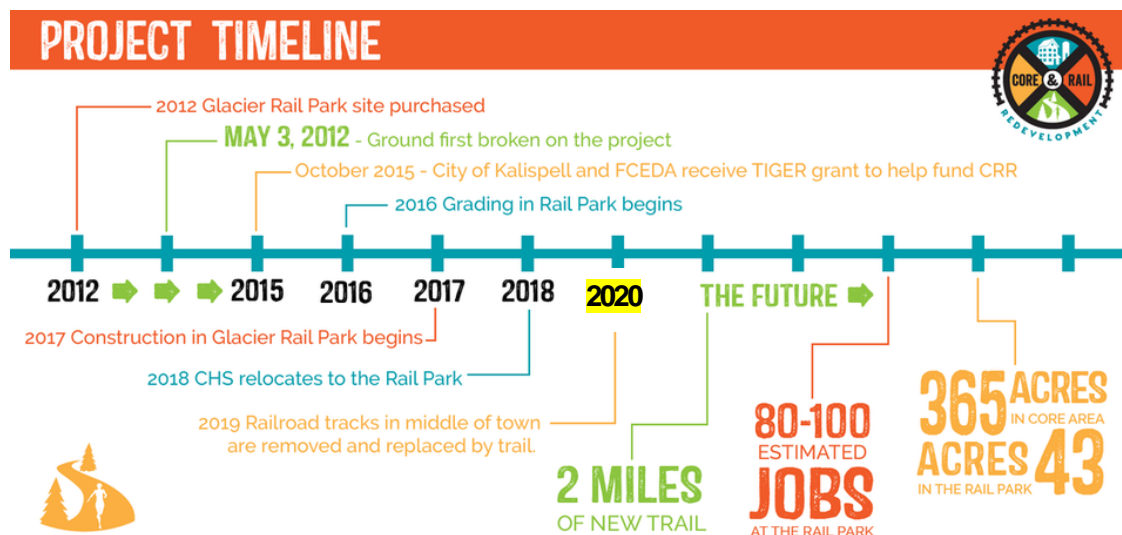 PROJECT TIMELINE
CORE & RAIL
REDEVELOPMENT
2012 Glacier Rail Park site purchased
MAY 3, 2012 - Ground first broken on the project
October 2015 - City of Kalispell and FCEDA receive TIGER grant to help fund CRR
2016 Grading in Rail Park begins
2012 2015 2016 2017 2018 2020 THE FUTURE
2017 Construction in Glacier Rail Park begins
2018 CHS relocates to the Rail Park
2019 Railroad tracks in middle of town
are removed and replaced by trail.
2 MILES
OF NEW TRAIL
80-100
ESTIMATED
JOBS
AT THE RAIL PARK
365 ACRES
IN CORE AREA
ACRES 43
IN THE RAIL PARK